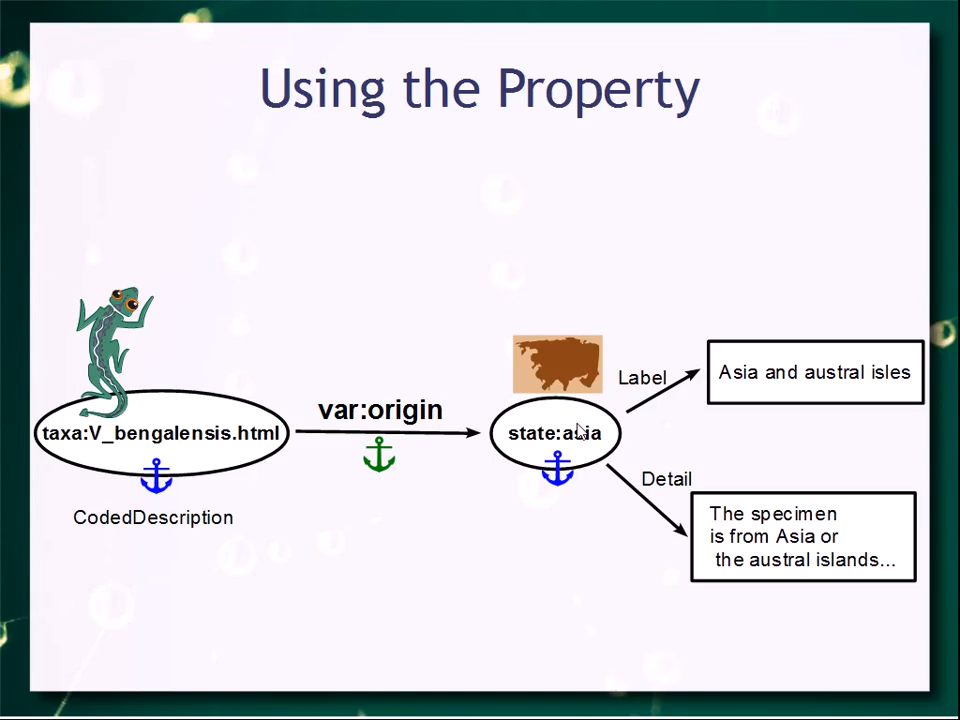 Using the Property
Label
Asia and austral isles
var:origin
taxa:V_bengalensis.html
state:asia
Detail
CodedDescription
The specimen
is from Asia or
the austral islands...